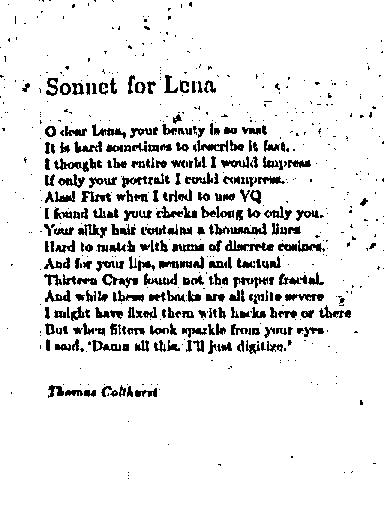 Sonnet for Lena
O dear Lena, your beauty is so vast
It is hard sometimes to describe it fast.
I thought the entire world I would impress
If only your portrait I could compress.
Alas! First when I tried to use VQ
I found that your cheeks belong to only you.
Your silky hair contains a thousand lines
Hard to match with sums of discrete cosines.
And for your lips, sensual and tactual
Thirteen Crays found not the proper fractal.
And while these setbacks are all quite severe
I might have fixed them with hacks here or there
But when filters took sparkle from your eyes
I said, 'Damn all this. I'll just digitize.'
Thomas Colthurst